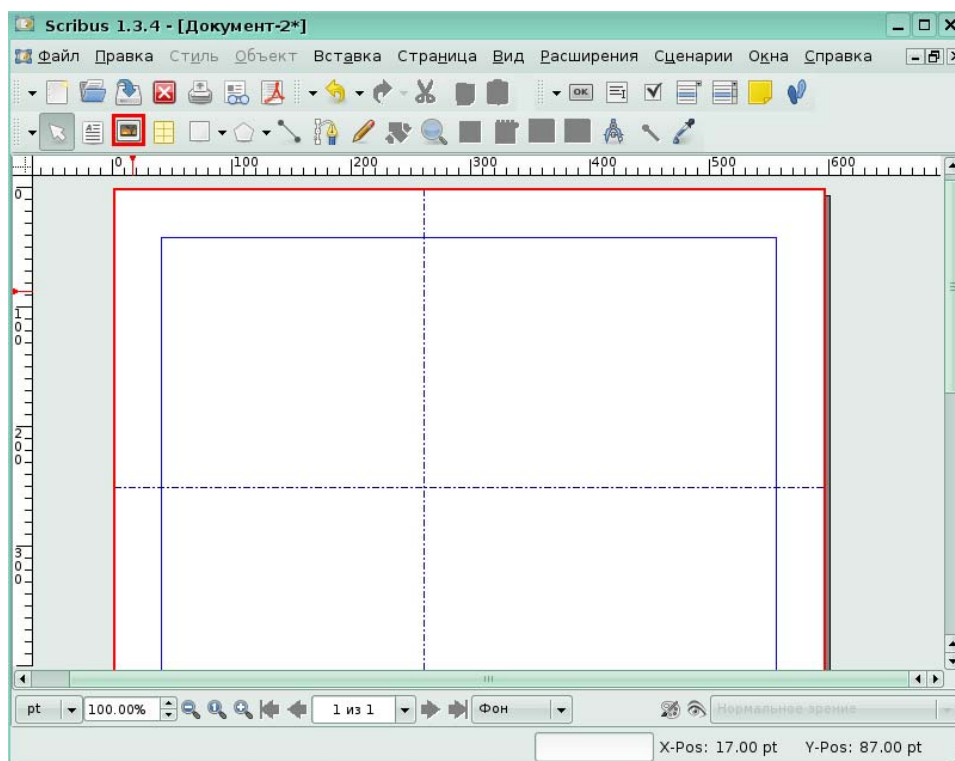 Scribus 1.3.4 - [Документ-2*]
Файл Правка Стиль Объект Вставка Страница Вид Расширения Сценарии Окна Справка
OK
0 100 200 300 400 500 600
0
100
200
300
pt 100.00% 1 из 1 Фон Нормальное зрение
X-Pos: 17.00 pt Y-Pos: 87.00 pt